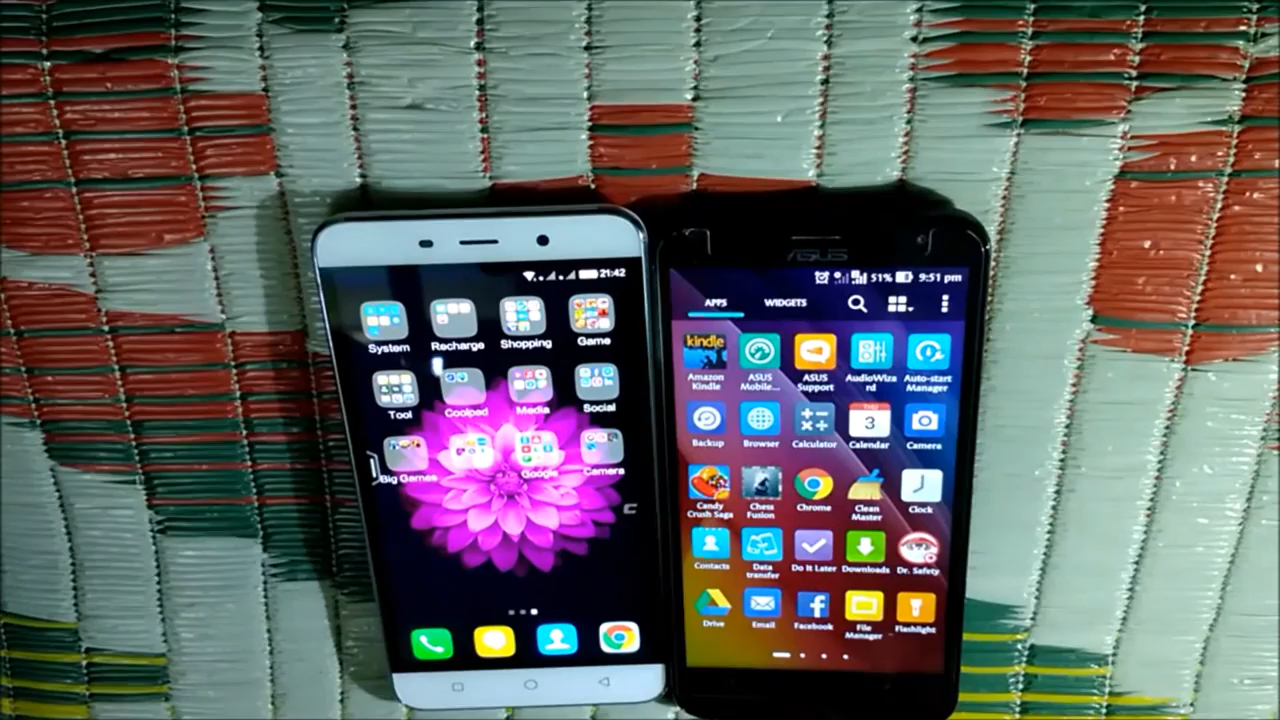 21:42
System Recharge Shopping Game
Tool Coolpad Media Social
Big Games Google Camera
ASUS
51% 9:51 pm
APPS WIDGETS
kindle
Amazon Kindle
ASUS Mobile...
ASUS Support
AudioWiza rd
Auto-start Manager
Backup Browser Calculator
THU
3
Calendar Camera
Candy Crush Saga
Chess Fusion
Chrome
Clean Master
Clock
Contacts
Data transfer
Do It Later Downloads Dr. Safety
Drive Email Facebook
File Manager
Flashlight